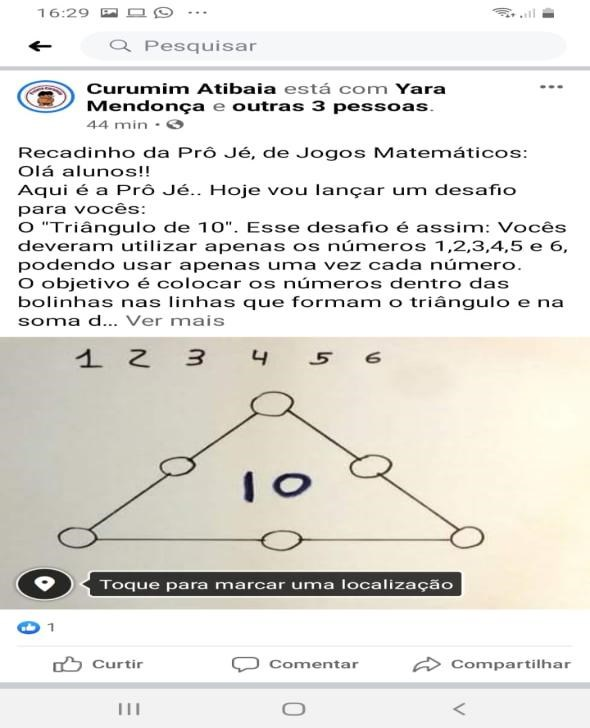 16:29
Pesquisar
Curumim Atibaia está com Yara
Mendonça e outras 3 pessoas.
44 min
Recadinho da Prô Jé, de Jogos Matemáticos:
Olá alunos!!
Aqui é a Prô Jé.. Hoje vou lançar um desafio
para vocês:
O "Triângulo de 10". Esse desafio é assim: Vocês
deveram utilizar apenas os números 1,2,3,4,5 e 6,
podendo usar apenas uma vez cada número.
O objetivo é colocar os números dentro das
bolinhas nas linhas que formam o triângulo e na
soma d... Ver mais
1 2 3 4 5 6
10
Toque para marcar uma localização
1
Curtir Comentar Compartilhar